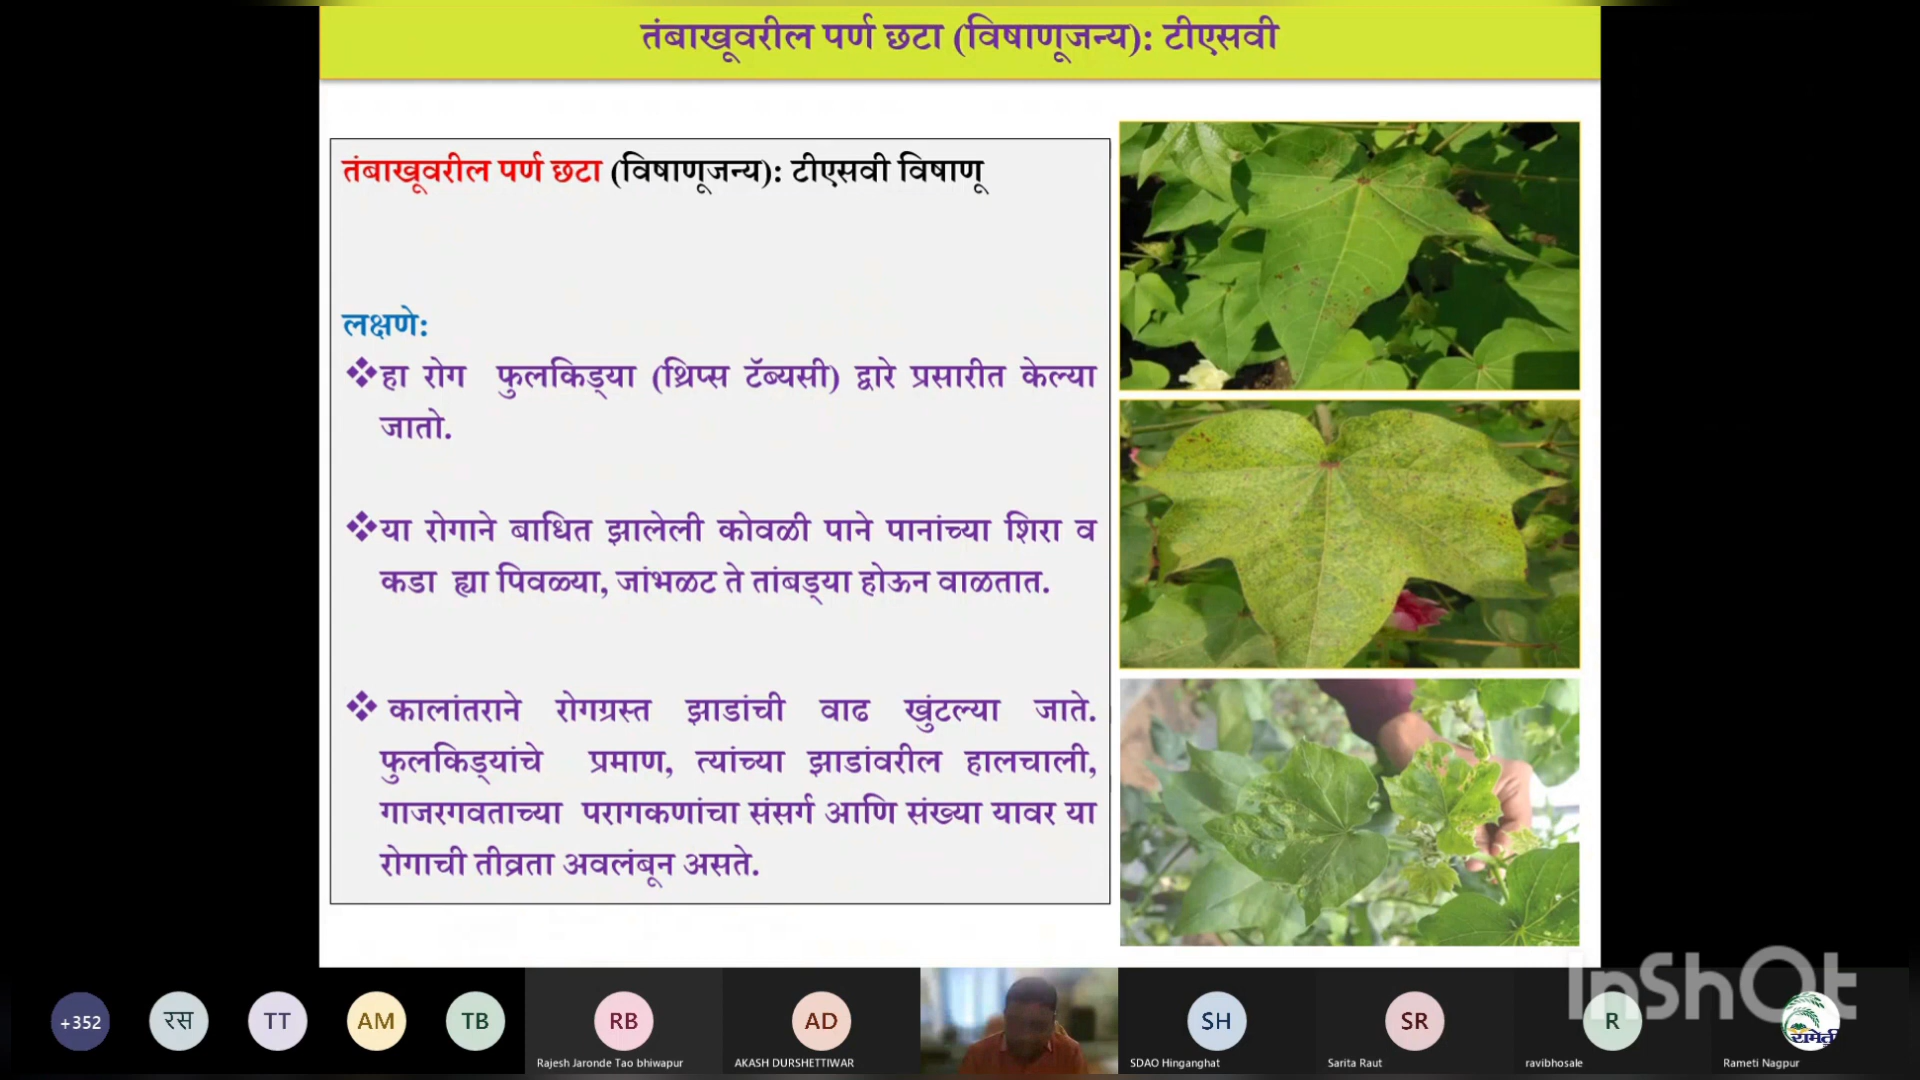 तंबाखूवरील पर्ण छटा (विषाणूजन्य): टीएसवी
तंबाखूवरील पर्ण छटा (विषाणूजन्य): टीएसवी विषाणू
लक्षणे:
❖हा रोग फुलकिड्या (थ्रिप्स टॅब्यसी) द्वारे प्रसारीत केल्या
जातो.
❖या रोगाने बाधित झालेली कोवळी पाने पानांच्या शिरा व
कडा ह्या पिवळ्या, जांभळट ते तांबड्या होऊन वाळतात.
❖ कालांतराने रोगग्रस्त झाडांची वाढ खुंटल्या जाते.
फुलकिड्यांचे प्रमाण, त्यांच्या झाडांवरील हालचाली,
गाजरगवताच्या परागकणांचा संसर्ग आणि संख्या यावर या
रोगाची तीव्रता अवलंबून असते.
InShOt
+352 रस TT AM TB RB AD SH SR R रामेती
Rajesh Jaronde Tao bhiwapur AKASH DURSHETTIWAR SDAO Hinganghat Sarita Raut ravibhosale Rameti Nagpur